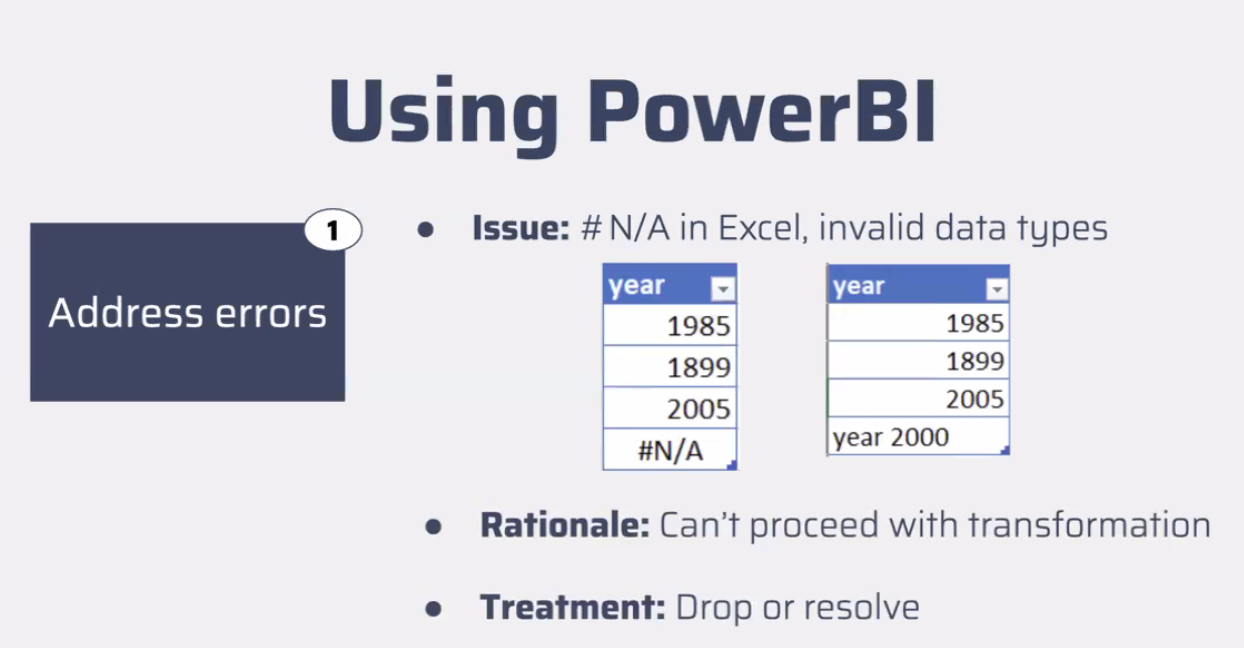 Using PowerBI
1
Address errors
● Issue: # N/A in Excel, invalid data types
year
1985
1899
2005
#N/A
year
1985
1899
2005
year 2000
● Rationale: Can't proceed with transformation
● Treatment: Drop or resolve